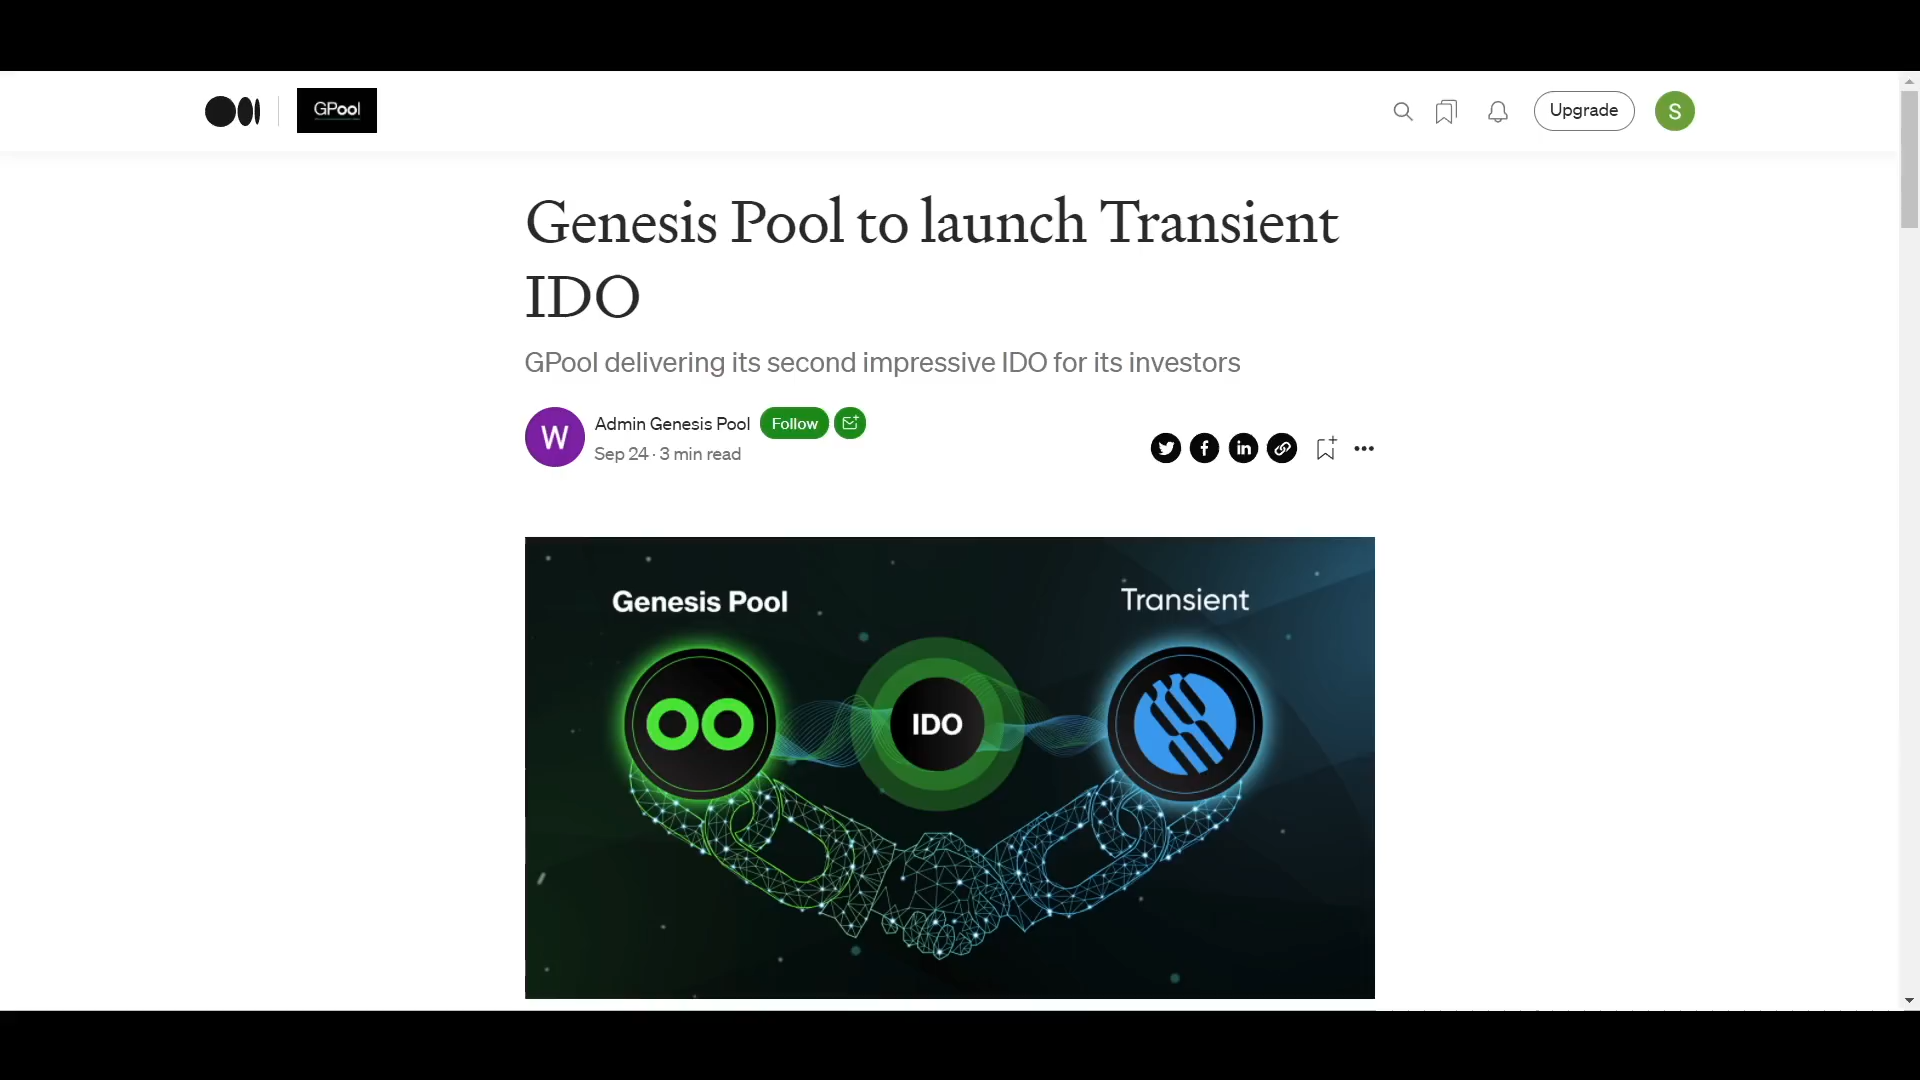 GPool
Upgrade
S
Genesis Pool to launch Transient
IDO
GPool delivering its second impressive IDO for its investors
W
Admin Genesis Pool
Follow
Sep 24 · 3 min read
Genesis Pool
Transient
IDO